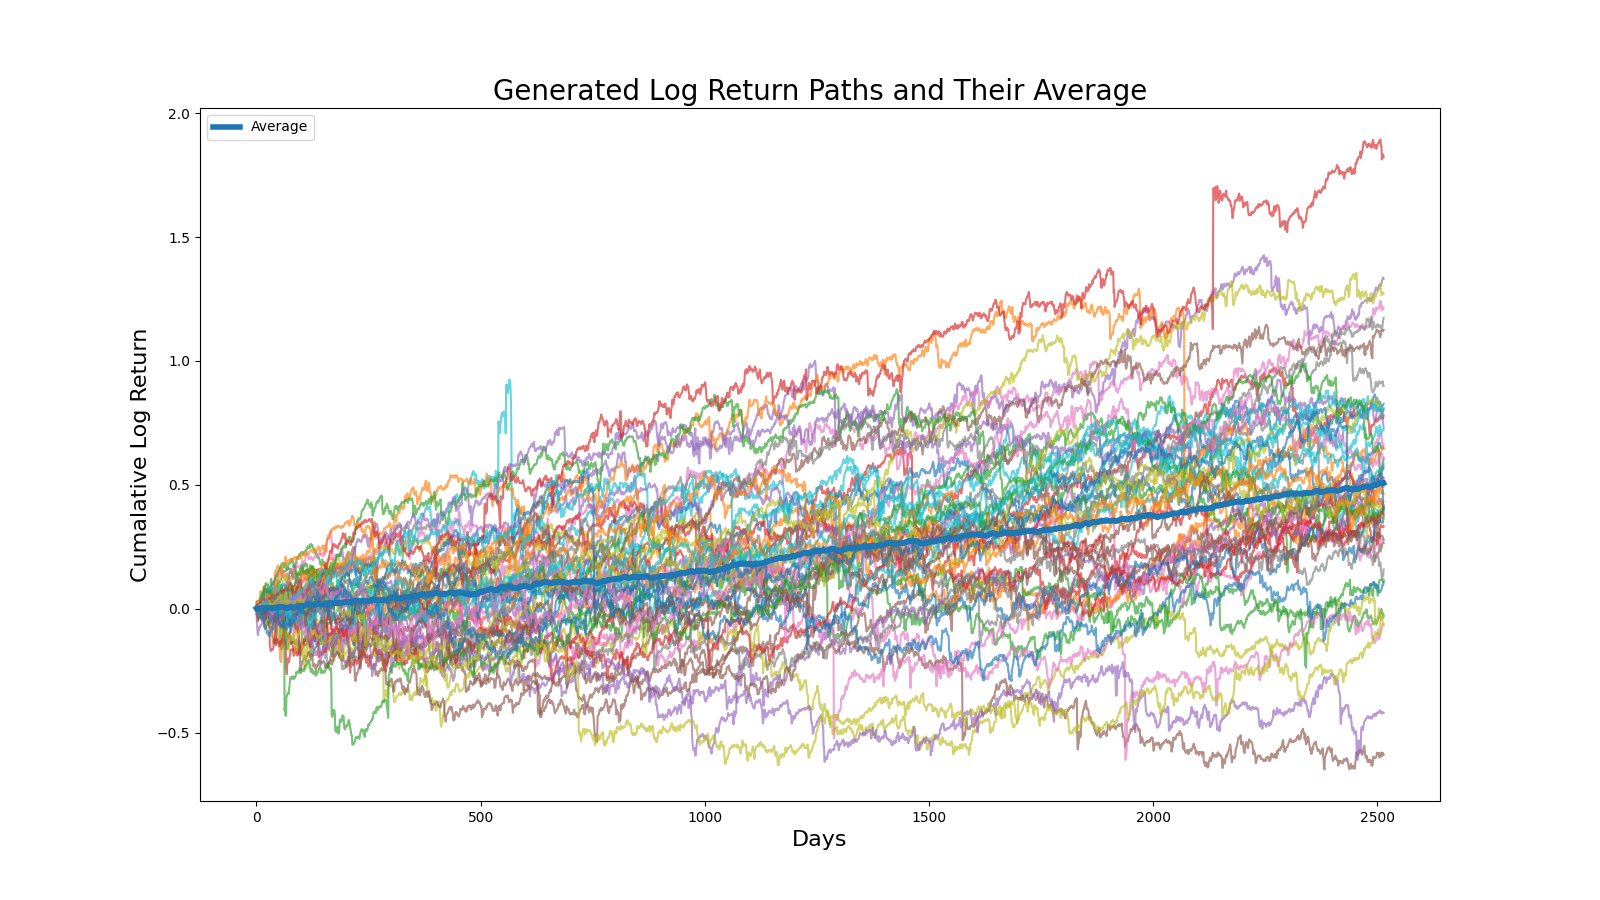 Generated Log Return Paths and Their Average
Average
Cumalative Log Return
2.0
1.5
1.0
0.5
0.0
−0.5
0 500 1000 1500 2000 2500
Days